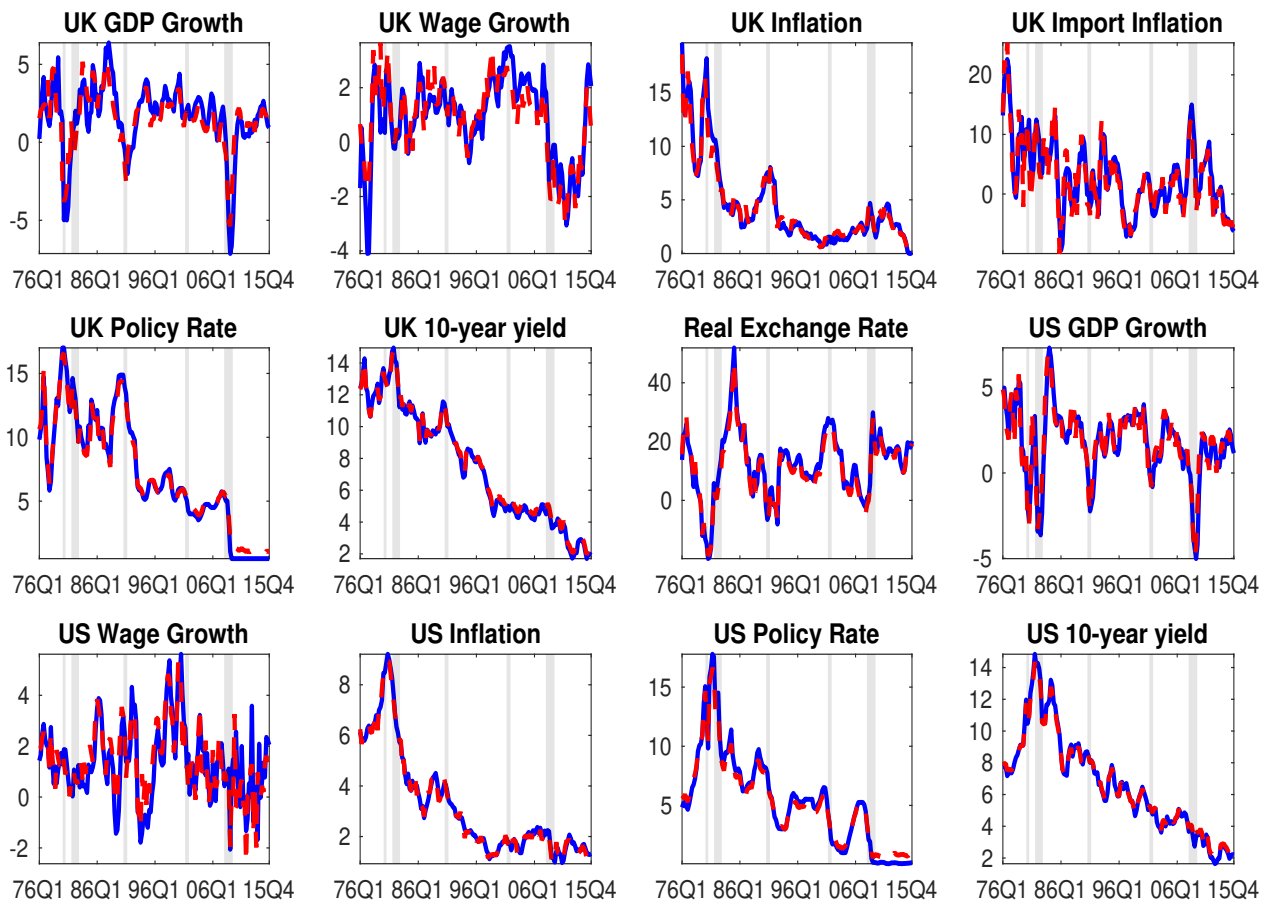 UK GDP Growth
UK Wage Growth
UK Inflation
UK Import Inflation
5
0
-5
76Q1 86Q1 96Q1 06Q1 15Q4
2
0
-2
-4
76Q1 86Q1 96Q1 06Q1 15Q4
15
10
5
0
76Q1 86Q1 96Q1 06Q1 15Q4
20
10
0
76Q1 86Q1 96Q1 06Q1 15Q4
UK Policy Rate
UK 10-year yield
Real Exchange Rate
US GDP Growth
15
10
5
76Q1 86Q1 96Q1 06Q1 15Q4
14
12
10
8
6
4
2
76Q1 86Q1 96Q1 06Q1 15Q4
40
20
0
76Q1 86Q1 96Q1 06Q1 15Q4
5
0
-5
76Q1 86Q1 96Q1 06Q1 15Q4
US Wage Growth
US Inflation
US Policy Rate
US 10-year yield
4
2
0
-2
76Q1 86Q1 96Q1 06Q1 15Q4
8
6
4
2
76Q1 86Q1 96Q1 06Q1 15Q4
15
10
5
76Q1 86Q1 96Q1 06Q1 15Q4
14
12
10
8
6
4
2
76Q1 86Q1 96Q1 06Q1 15Q4